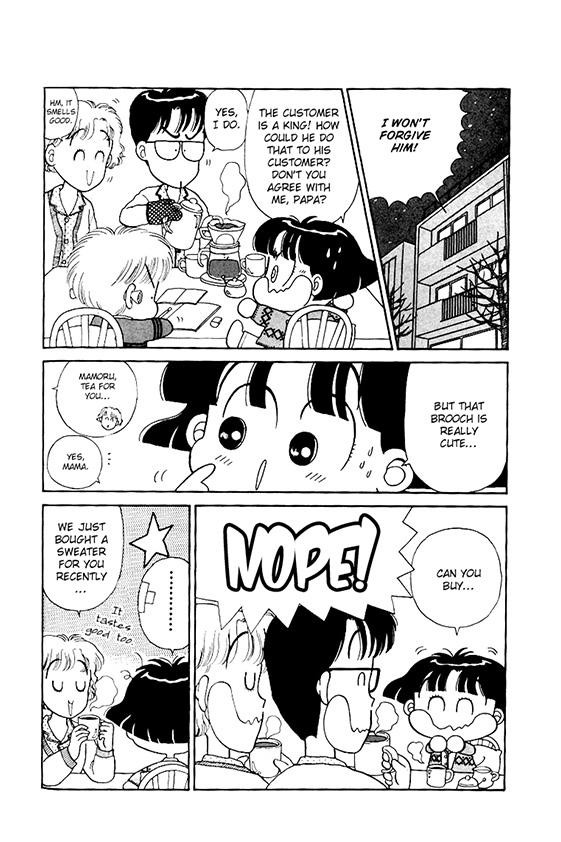 I WON'T
FORGIVE
HIM!
THE CUSTOMER
IS A KING! HOW
COULD HE DO
THAT TO HIS
CUSTOMER?
DON'T YOU
AGREE WITH
ME, PAPA?
YES,
I DO.
HM, IT
SMELLS
GOOD.
BUT THAT
BROOCH IS
REALLY
CUTE...
MAMORU,
TEA FOR
YOU...
YES,
MAMA.
CAN YOU
BUY...
NOPE!
.........
WE JUST
BOUGHT A
SWEATER
FOR YOU
RECENTLY
...
It
tastes
good too.